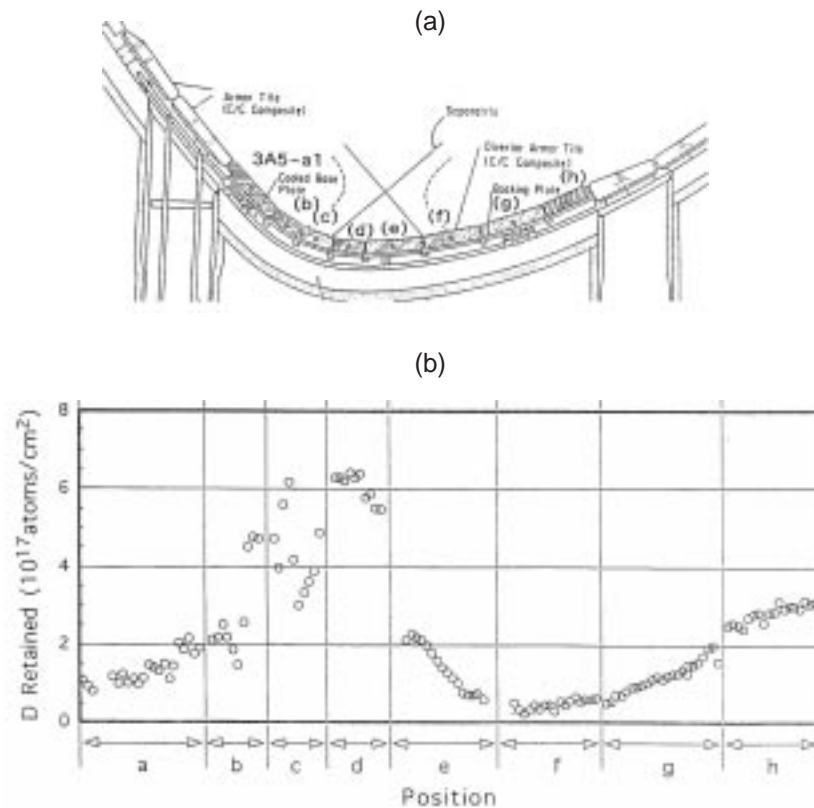 (a)
Armor Tile
(C/C Composite)
Separatrix
3A5-a1
Cooled Base
Plate
Divertor Armor Tile
(C/C Composite)
(h)
Backing Plate
(b)
(c)
(d)
(e)
(f)
(g)
(b)
D Retained (10¹⁷atoms/cm²)
8
6
4
2
0
a b c d e f g h
Position